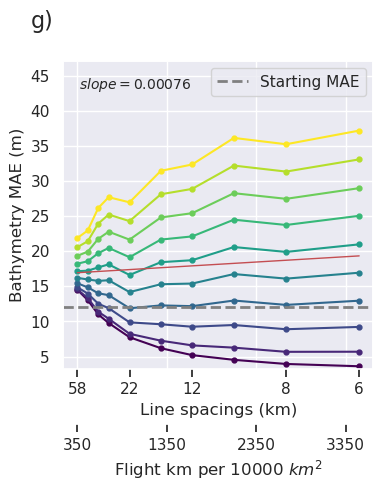 g)
slope = 0.00076
Starting MAE
Bathymetry MAE (m)
45
40
35
30
25
20
15
10
5
58 22 12 8 6
Line spacings (km)
350 1350 2350 3350
Flight km per 10000 km²